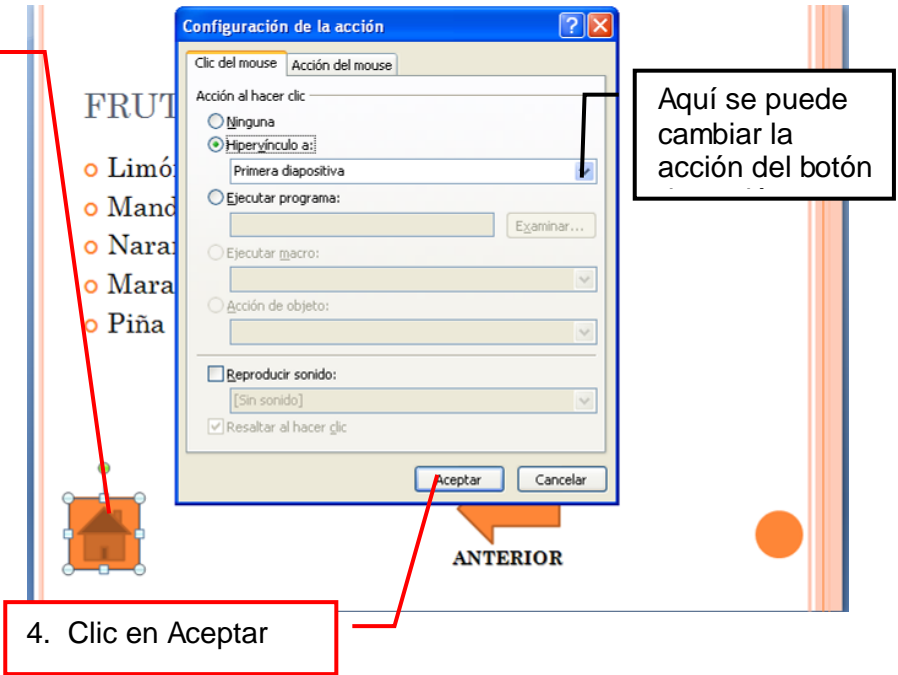 Configuración de la acción
Clic del mouse
Acción del mouse
Acción al hacer clic
Ninguna
Hipervínculo a:
Primera diapositiva
Ejecutar programa:
Examinar...
Ejecutar macro:
Acción de objeto:
Reproducir sonido:
[Sin sonido]
Resaltar al hacer clic
Aceptar
Cancelar
Aquí se puede
cambiar la
acción del botón
FRUT
Limó
Mand
Nara
Mara
Piña
ANTERIOR
4. Clic en Aceptar